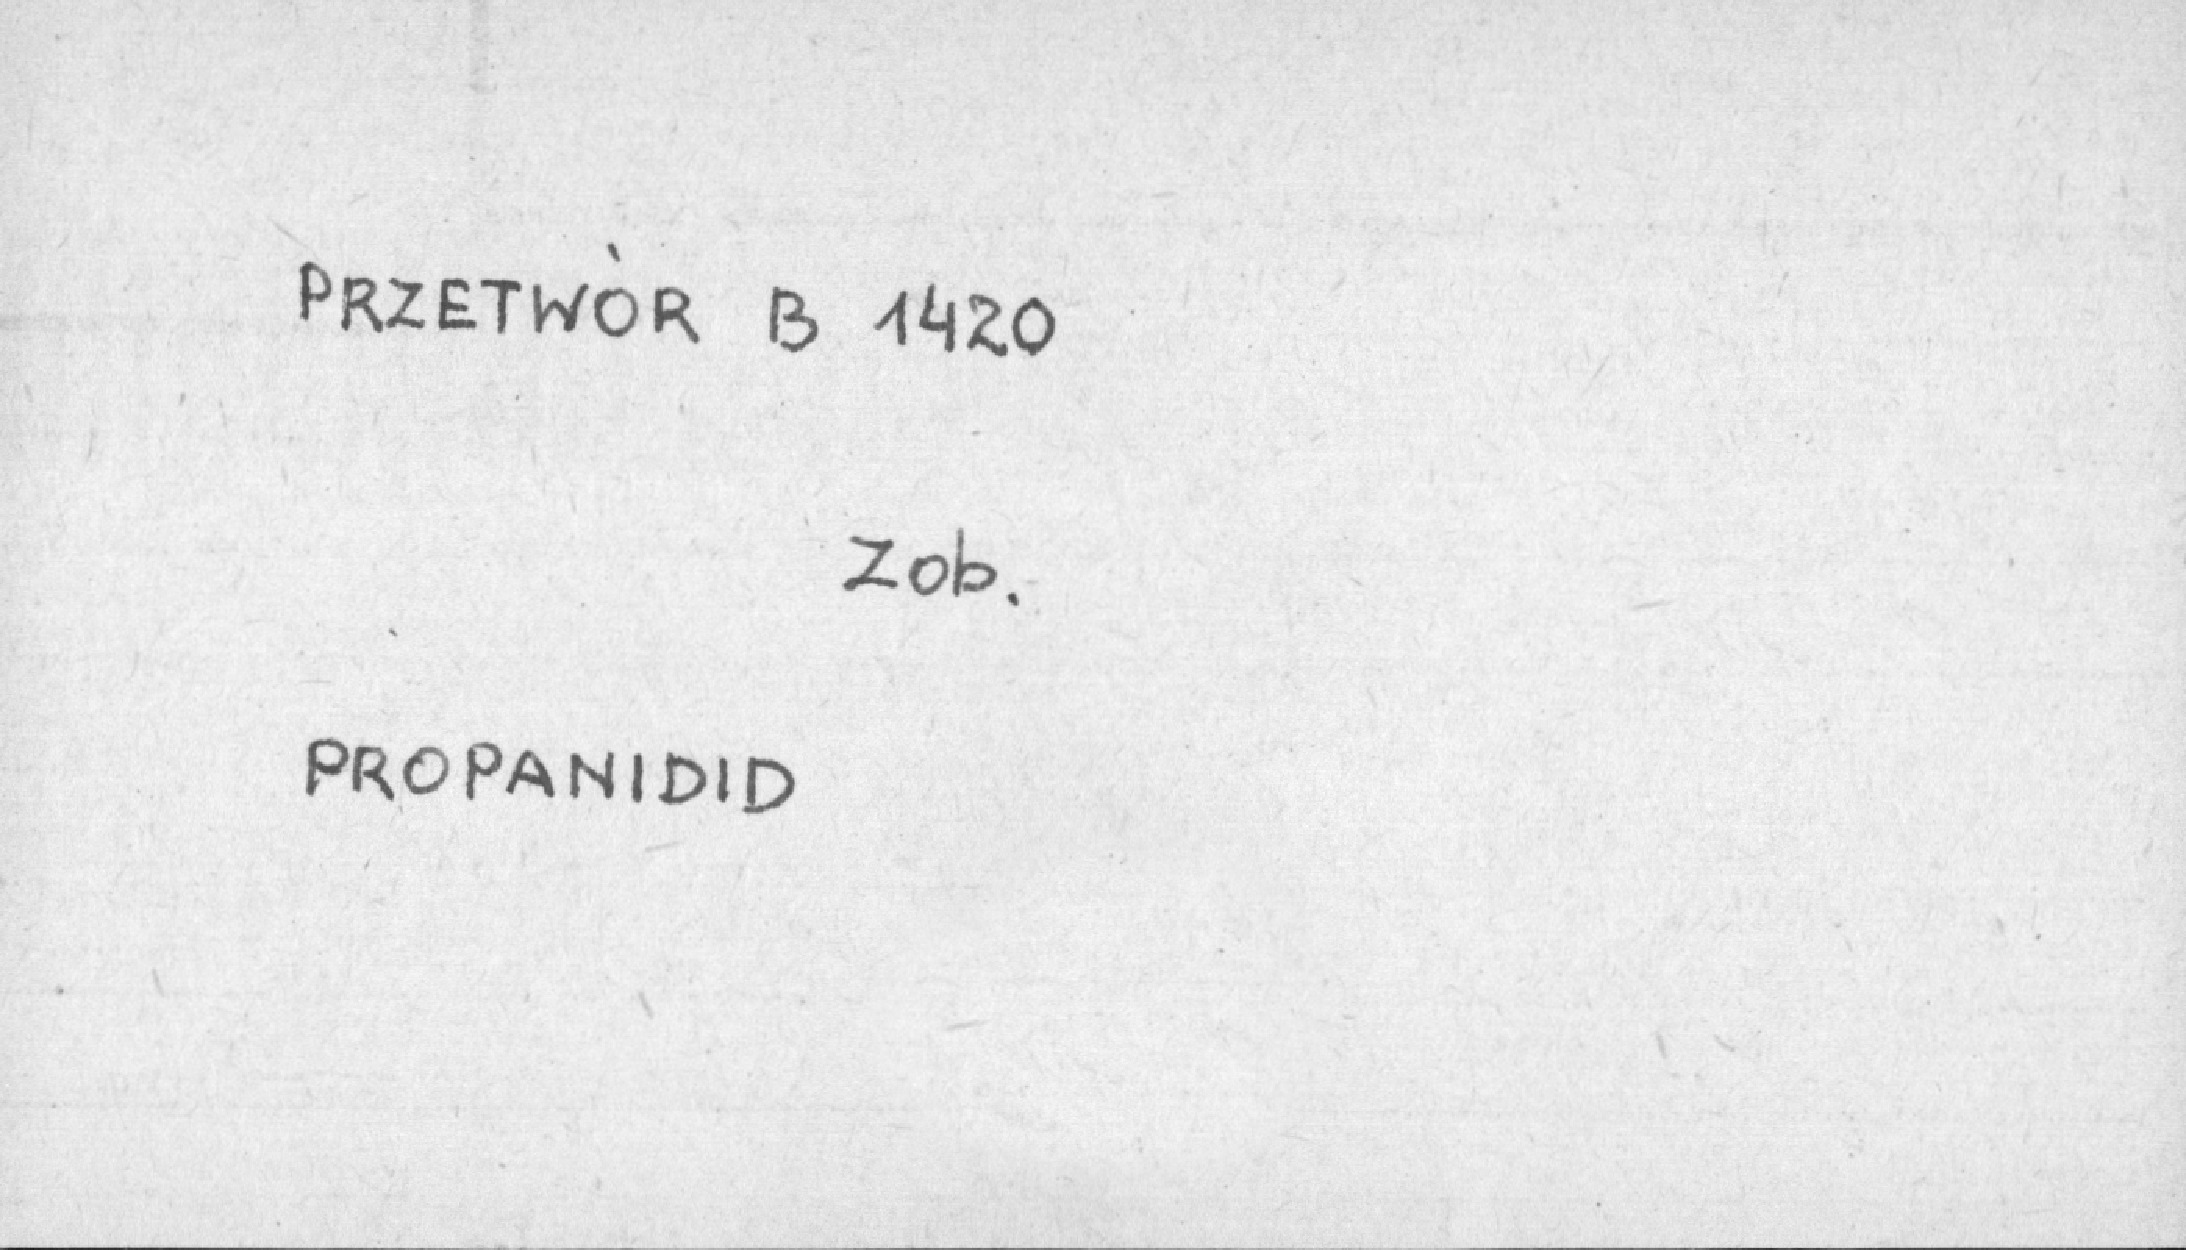 PRZETWÓR B 1420
Zob.
PROPANIDID